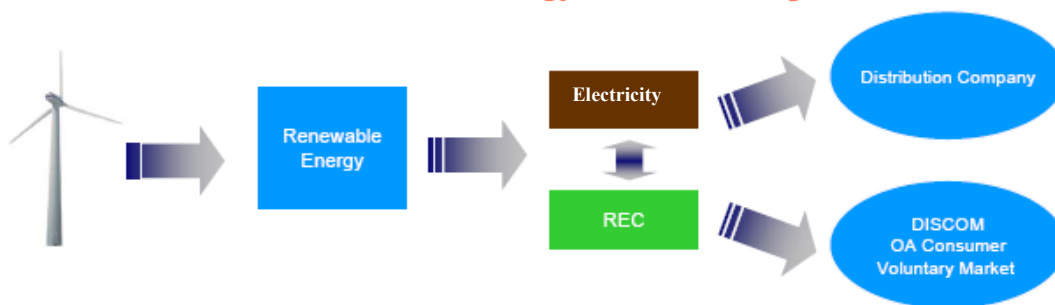 Renewable
Energy
Electricity
REC
Distribution Company
DISCOM
OA Consumer
Voluntary Market